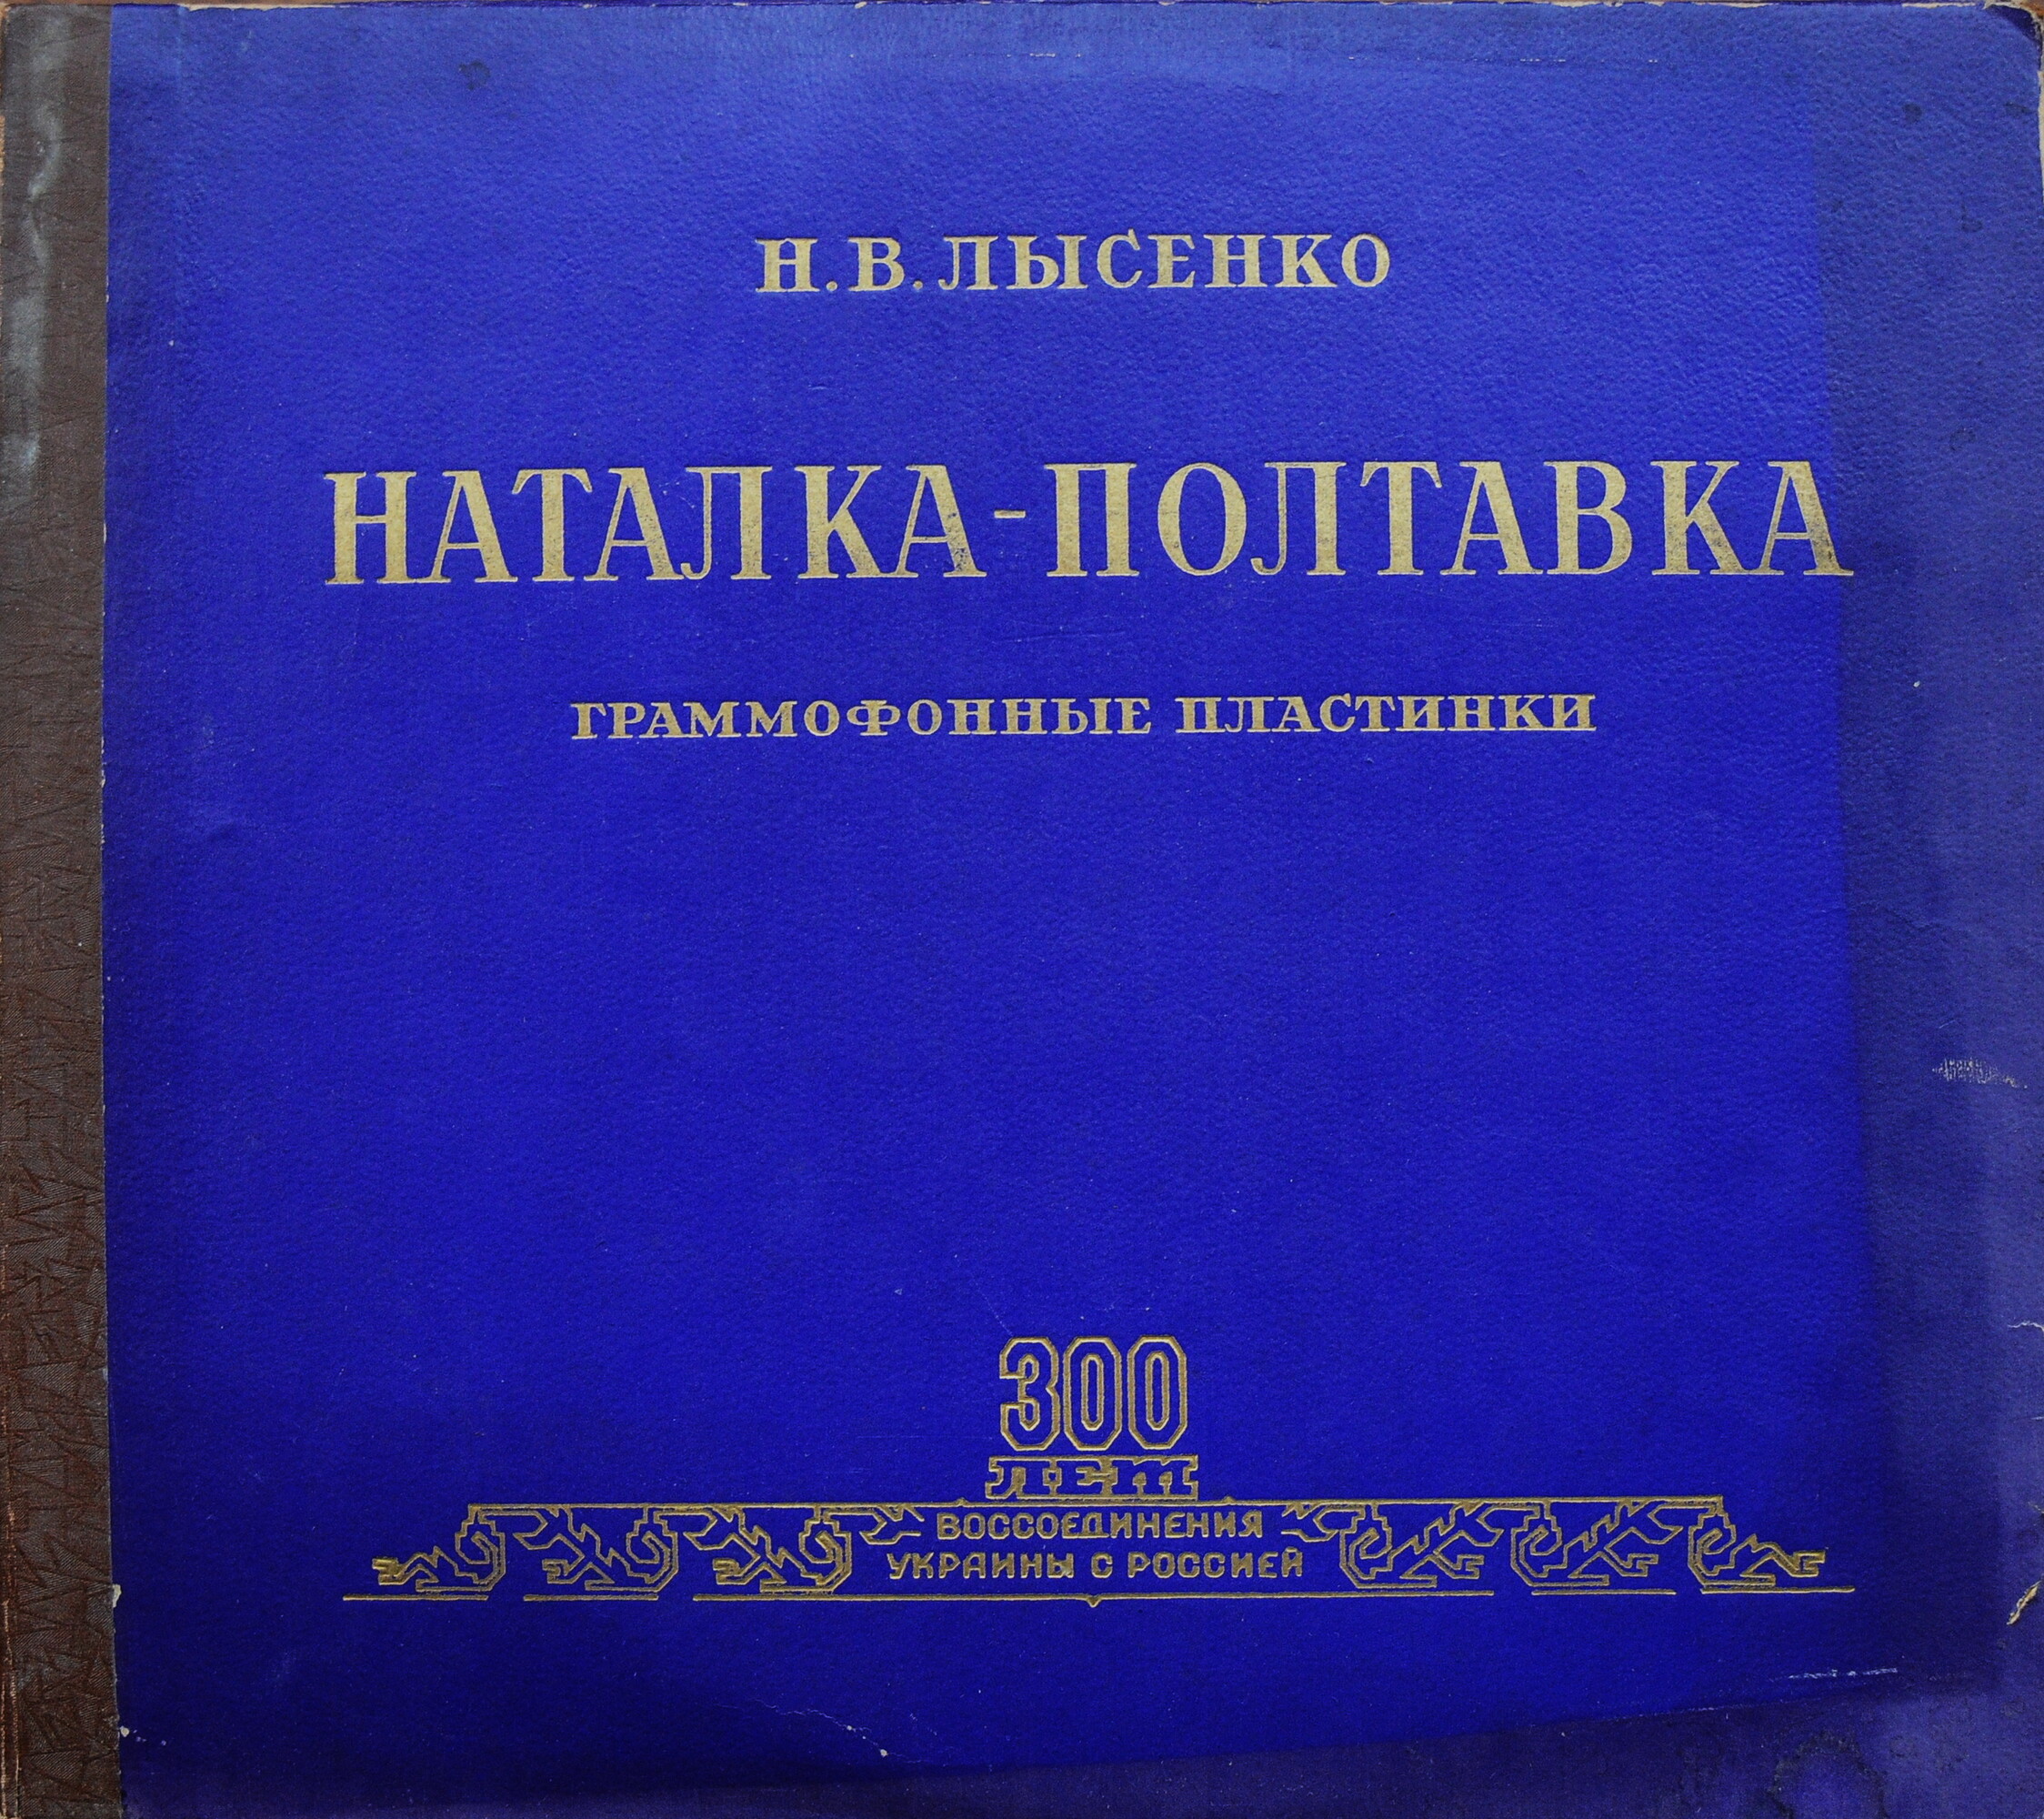 Н.В.ЛЫСЕНКО
НАТАЛКА-ПОЛТАВКА
ГРАММОФОННЫЕ ПЛАСТИНКИ
300
ЛЕТ
ВОССОЕДИНЕНИЯ
УКРАИНЫ С РОССИЕЙ